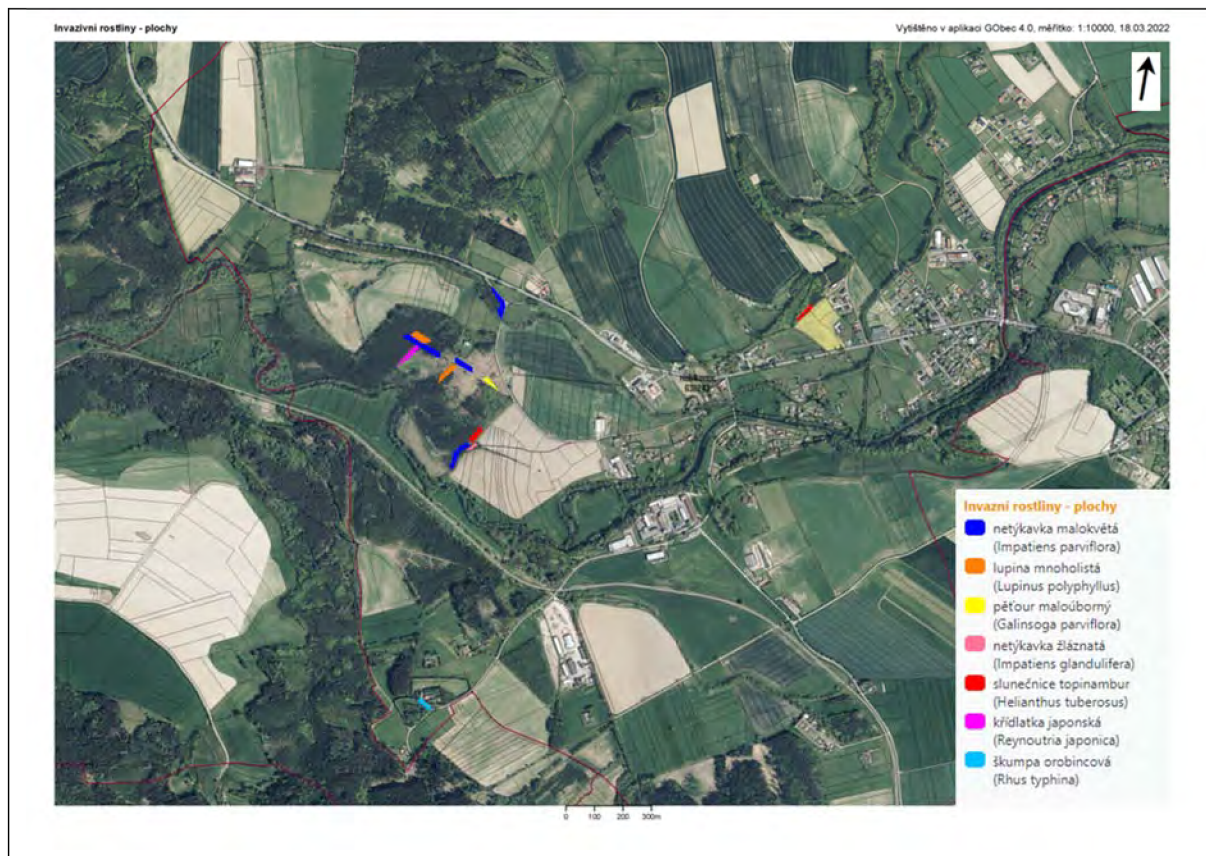 Invazivní rostliny - plochy
Vytištěno v aplikaci GObec 4.0, měřítko: 1:10000, 18.03.2022
Invazní rostliny - plochy
netýkavka malokvětá
(Impatiens parviflora)
lupina mnoholistá
(Lupinus polyphyllus)
pěťour maloúborný
(Galinsoga parviflora)
netýkavka žláznatá
(Impatiens glandulifera)
slunečnice topinambur
(Helianthus tuberosus)
křídlatka japonská
(Reynoutria japonica)
škumpa orobincová
(Rhus typhina)
0 100 200 300m